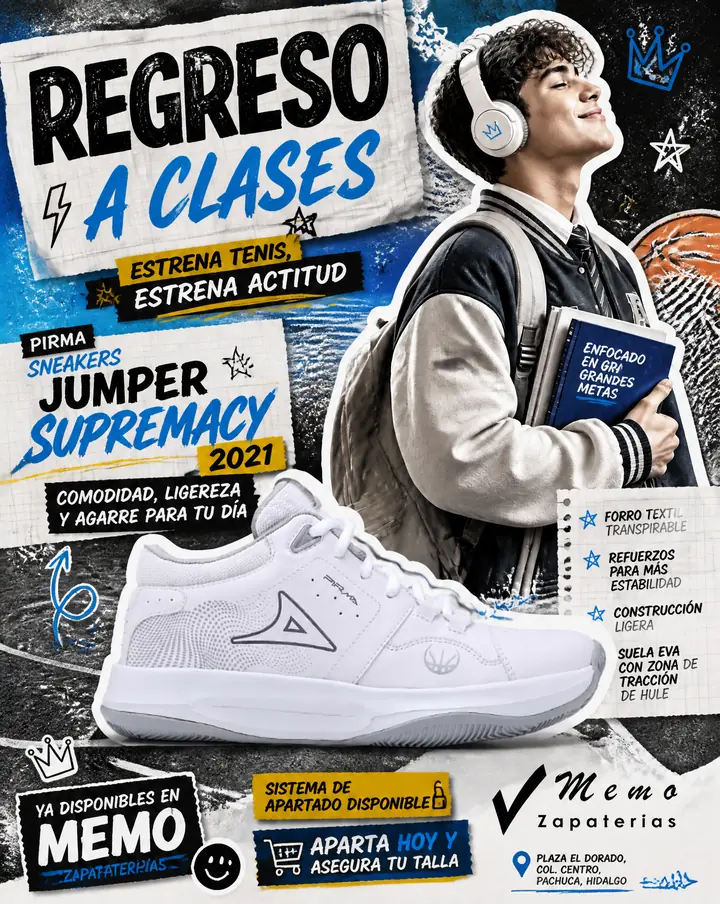 REGRESO
A CLASES
ESTRENA TENIS,
ESTRENA ACTITUD
PIRMA
SNEAKERS
JUMPER
SUPREMACY
2021
COMODIDAD, LIGEREZA
Y AGARRE PARA TU DÍA
ENFOCADO
EN GRA
GRANDES
METAS
FORRO TEXTIL
TRANSPIRABLE
REFUERZOS
PARA MÁS
ESTABILIDAD
CONSTRUCCIÓN
LIGERA
SUELA EVA
CON ZONA DE
TRACCIÓN
DE HULE
PIRMA
YA DISPONIBLES EN
MEMO
SISTEMA DE
APARTADO DISPONIBLE
APARTA HOY Y
ASEGURA TU TALLA
Memo
Zapaterías
PLAZA EL DORADO,
COL. CENTRO,
PACHUCA, HIDALGO